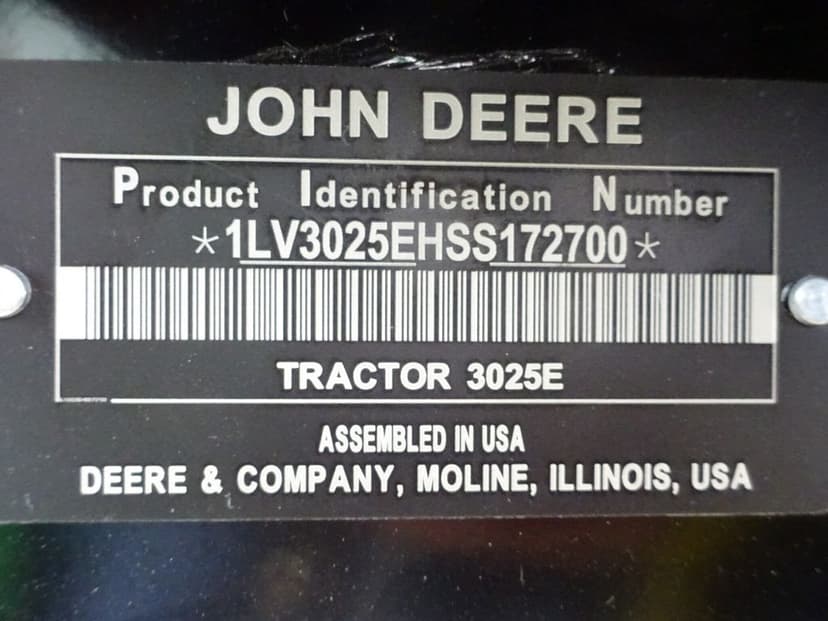 JOHN DEERE
Product Identification Number
*1LV3025EHSS172700*
TRACTOR 3025E
ASSEMBLED IN USA
DEERE & COMPANY, MOLINE, ILLINOIS, USA